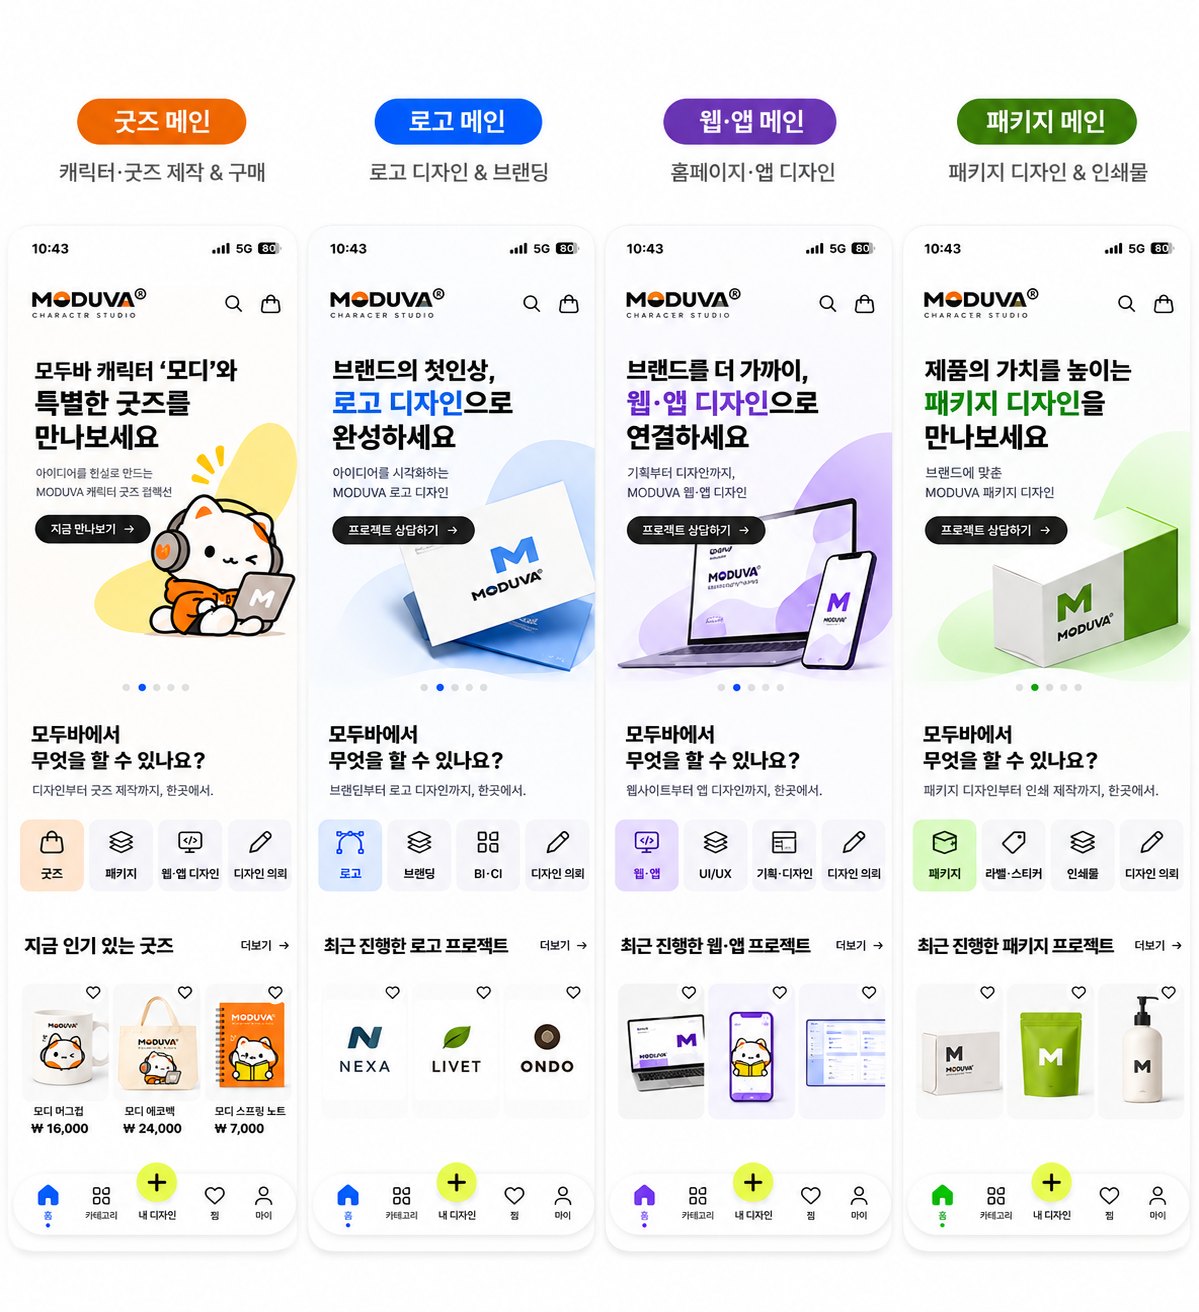 굿즈 메인
캐릭터·굿즈 제작 & 구매
로고 메인
로고 디자인 & 브랜딩
웹·앱 메인
홈페이지·앱 디자인
패키지 메인
패키지 디자인 & 인쇄물
10:43
5G 80
MODUVA®
CHARACER STUDIO
모두바 캐릭터 ‘모디’와
특별한 굿즈를
만나보세요
아이디어를 현실로 만드는
MODUVA 캐릭터 굿즈 컬렉션
지금 만나보기 →
M
모두바에서
무엇을 할 수 있나요?
디자인부터 굿즈 제작까지, 한곳에서.
굿즈
패키지
웹·앱 디자인
디자인 의뢰
지금 인기 있는 굿즈
더보기 →
MODUVA
MODUVA
MODUVA
모디 머그컵
모디 에코백
모디 스프링 노트
₩ 16,000
₩ 24,000
₩ 7,000
홈
카테고리
내 디자인
찜
마이
10:43
5G 80
MODUVA®
CHARACER STUDIO
브랜드의 첫인상,
로고 디자인으로
완성하세요
아이디어를 시각화하는
MODUVA 로고 디자인
프로젝트 상담하기 →
M
MODUVA®
모두바에서
무엇을 할 수 있나요?
브랜딘부터 로고 디자인까지, 한곳에서.
로고
브랜딩
BI·CI
디자인 의뢰
최근 진행한 로고 프로젝트
더보기 →
NEXA
LIVET
ONDO
홈
카테고리
내 디자인
찜
마이
10:43
5G 80
MODUVA®
CHARACER STUDIO
브랜드를 더 가까이,
웹·앱 디자인으로
연결하세요
기획부터 디자인까지,
MODUVA 웹·앱 디자인
프로젝트 상담하기 →
MODUVA®
M
MODUVA
모두바에서
무엇을 할 수 있나요?
웹사이트부터 앱 디자인까지, 한곳에서.
웹·앱
UI/UX
기획·디자인
디자인 의뢰
최근 진행한 웹·앱 프로젝트
더보기 →
M
MODUVA
홈
카테고리
내 디자인
찜
마이
10:43
5G 80
MODUVA®
CHARACER STUDIO
제품의 가치를 높이는
패키지 디자인을
만나보세요
브랜드에 맞춘
MODUVA 패키지 디자인
프로젝트 상담하기 →
M
MODUVA®
모두바에서
무엇을 할 수 있나요?
패키지 디자인부터 인쇄 제작까지, 한곳에서.
패키지
라벨·스티커
인쇄물
디자인 의뢰
최근 진행한 패키지 프로젝트
더보기 →
M
MODUVA
M
M
홈
카테고리
내 디자인
찜
마이